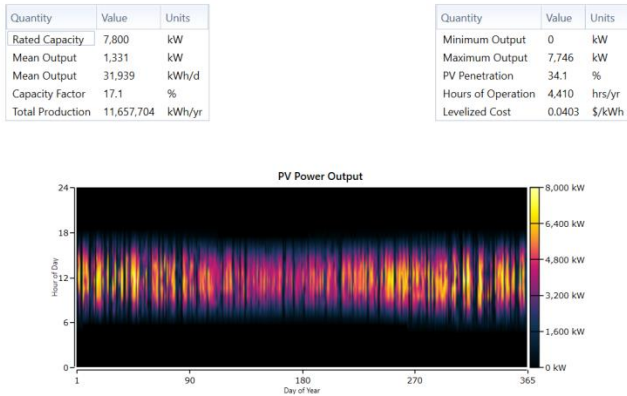 Quantity Value Units
Rated Capacity 7,800 kW
Mean Output 1,331 kW
Mean Output 31,939 kWh/d
Capacity Factor 17.1 %
Total Production 11,657,704 kWh/yr
Quantity Value Units
Minimum Output 0 kW
Maximum Output 7,746 kW
PV Penetration 34.1 %
Hours of Operation 4,410 hrs/yr
Levelized Cost 0.0403 $/kWh
PV Power Output
24
18
12
6
0
Hour of Day
1 90 180 270 365
Day of Year
8,000 kW
6,400 kW
4,800 kW
3,200 kW
1,600 kW
0 kW